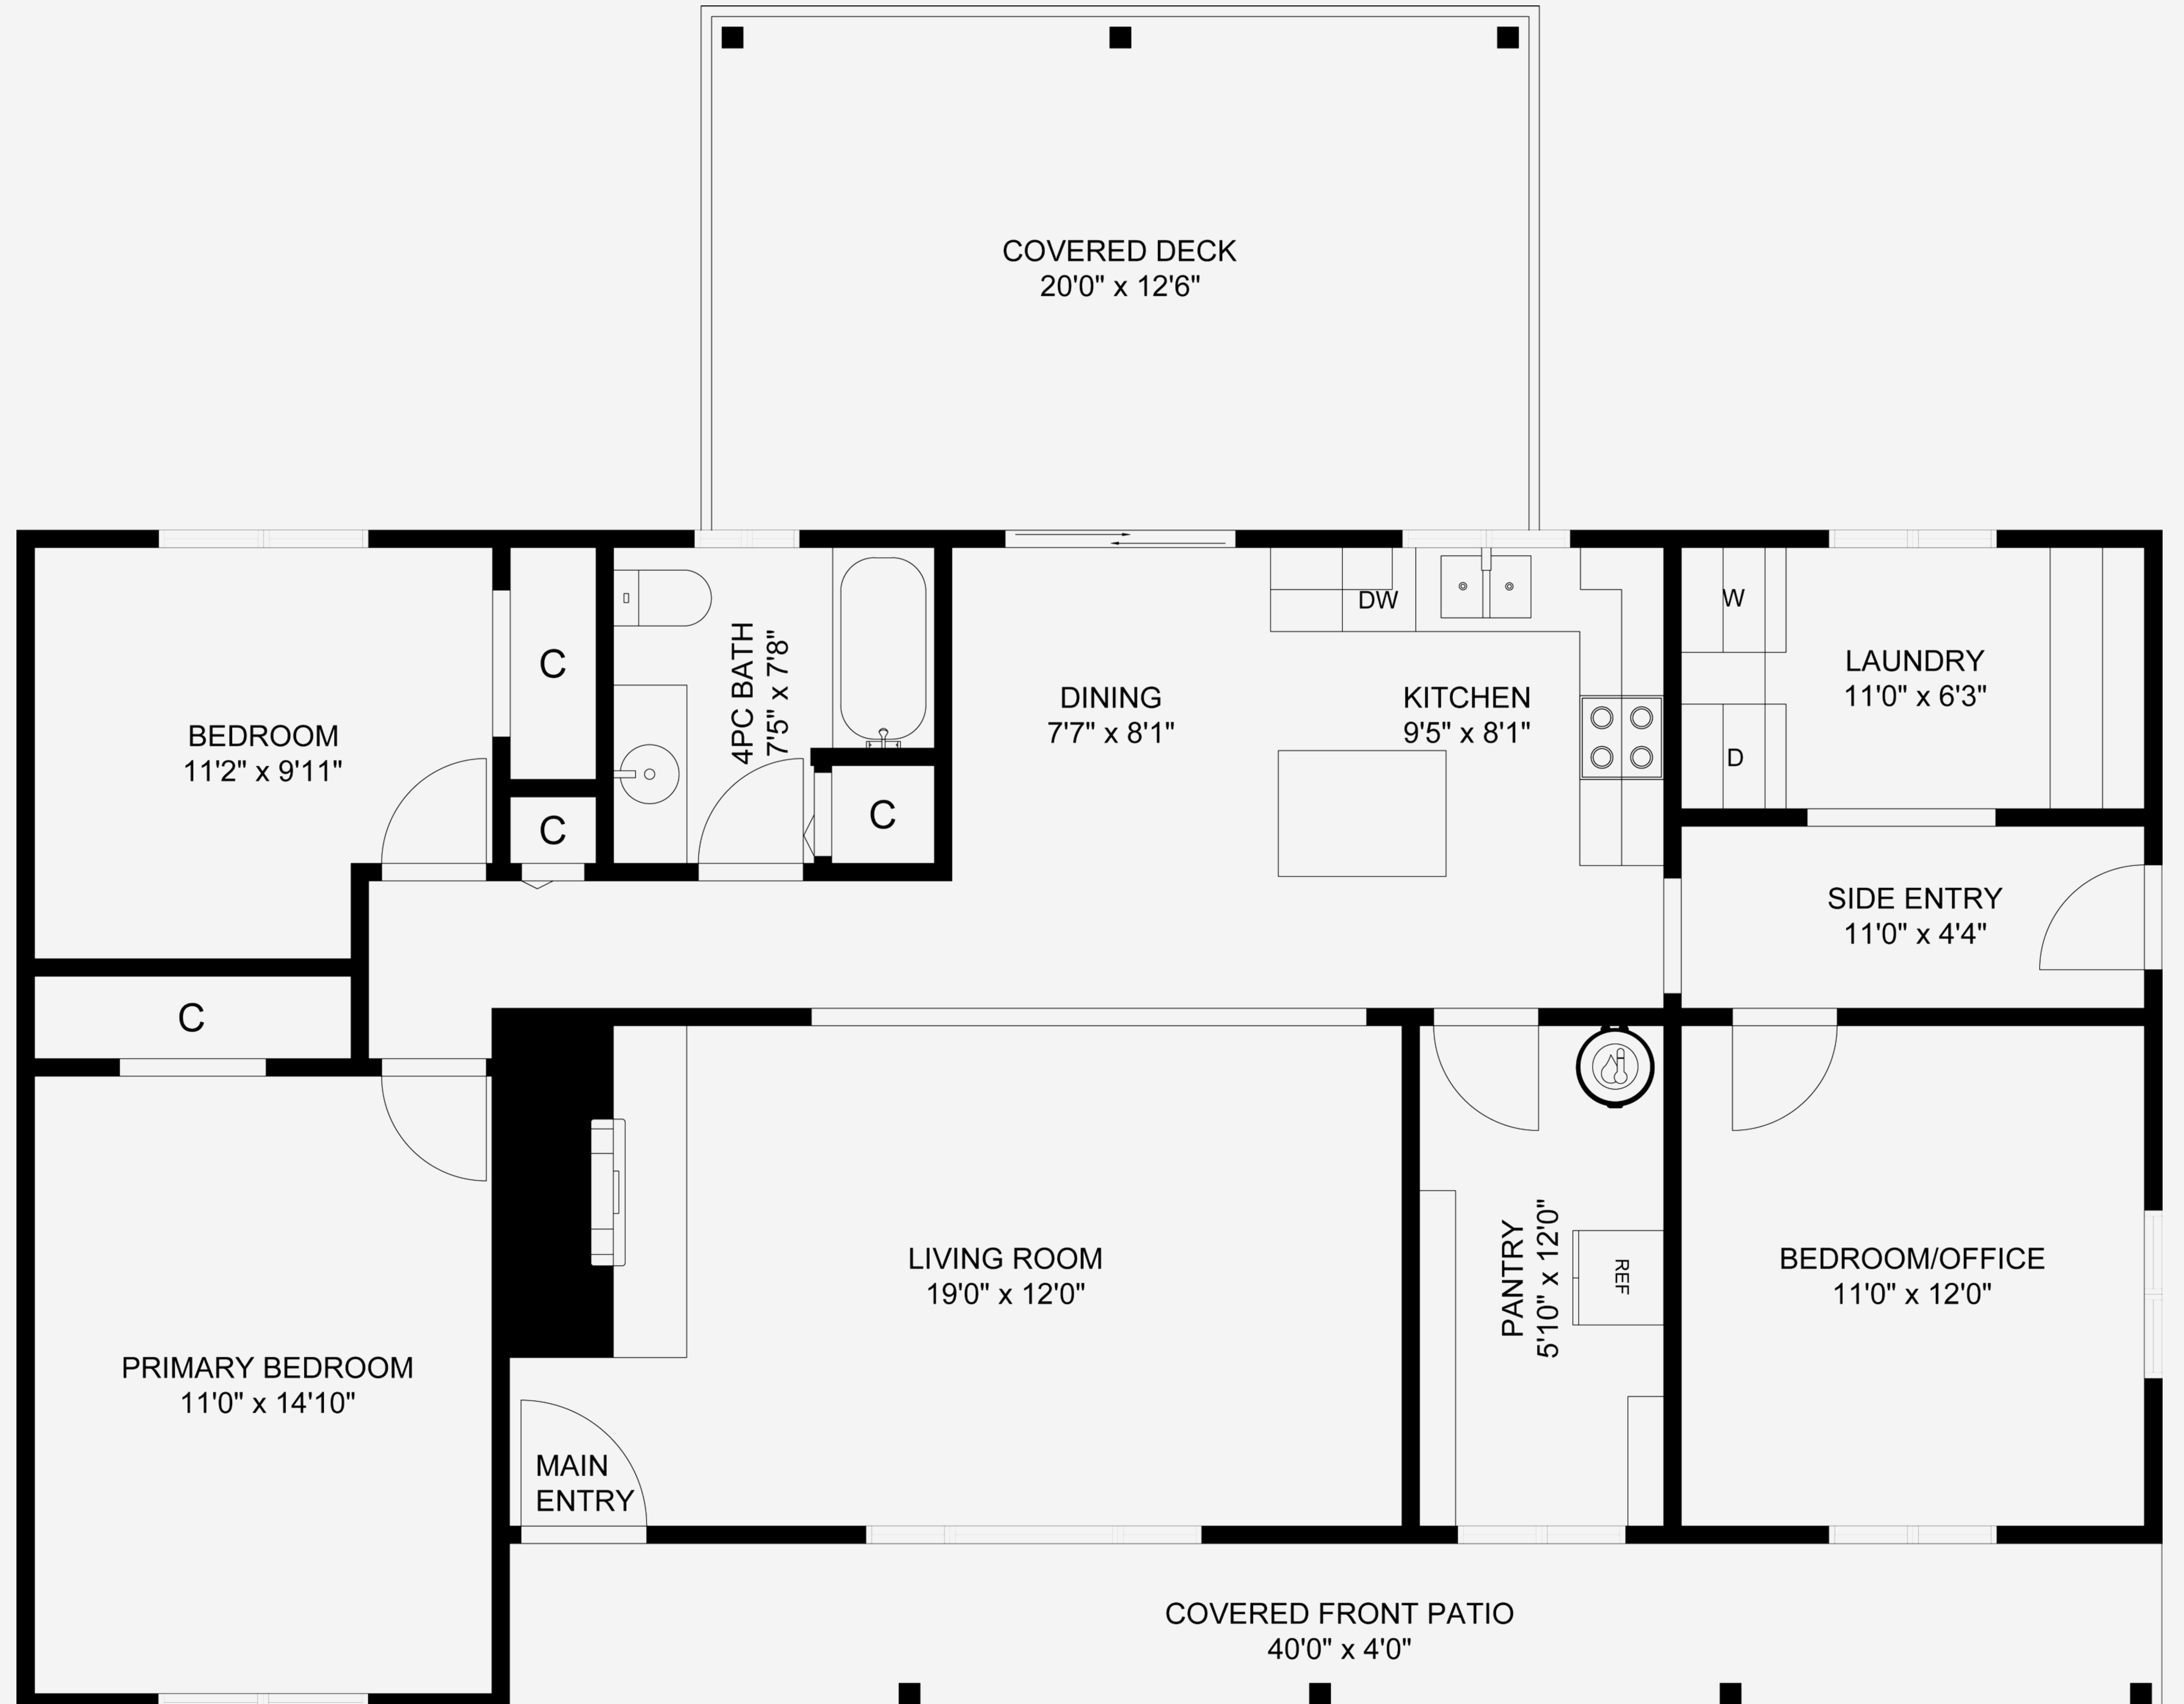 COVERED DECK
20'0" x 12'6"
BEDROOM
11'2" x 9'11"
C
C
4PC BATH
7'5" x 7'8"
C
DINING
7'7" x 8'1"
DW
KITCHEN
9'5" x 8'1"
W
D
LAUNDRY
11'0" x 6'3"
SIDE ENTRY
11'0" x 4'4"
C
PRIMARY BEDROOM
11'0" x 14'10"
LIVING ROOM
19'0" x 12'0"
MAIN
ENTRY
PANTRY
5'10" x 12'0"
REF
BEDROOM/OFFICE
11'0" x 12'0"
COVERED FRONT PATIO
40'0" x 4'0"